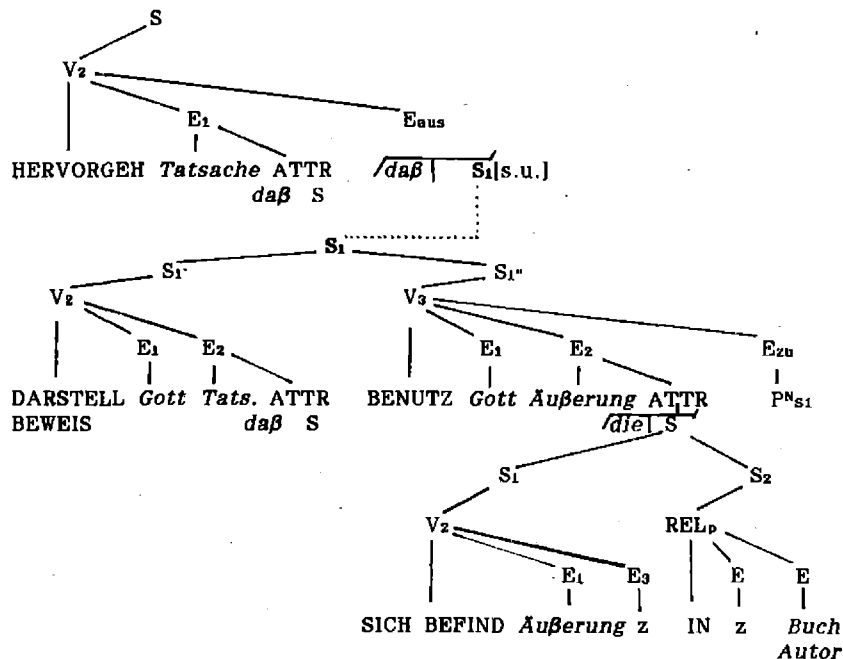 S
V₂
E₁ Eaus
HERVORGEH Tatsache ATTR daß S₁[s.u.]
daß S
S₁
S₁' S₁"
V₂ V₃
E₁ E₂ E₁ E₂ Ezu
DARSTELL Gott Tats. ATTR BENUTZ Gott Äußerung ATTR Pᴺs₁
BEWEIS daß S die S
S₁ S₂
V₂ RELp
E₁ E₃ E E
SICH BEFIND Äußerung z IN z Buch
Autor